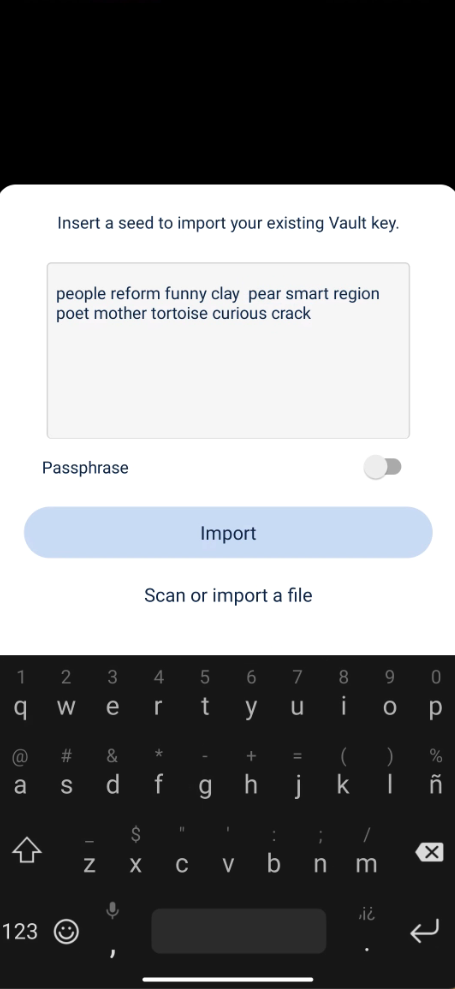 Insert a seed to import your existing Vault key.
people reform funny clay  pear smart region
poet mother tortoise curious crack
Passphrase
Import
Scan or import a file
1 2 3 4 5 6 7 8 9 0
q w e r t y u i o p
@ # & * - + = ( ) %
a s d f g h j k l ñ
_ $ " ' : ; /
z x c v b n m
,i¿
123 , .